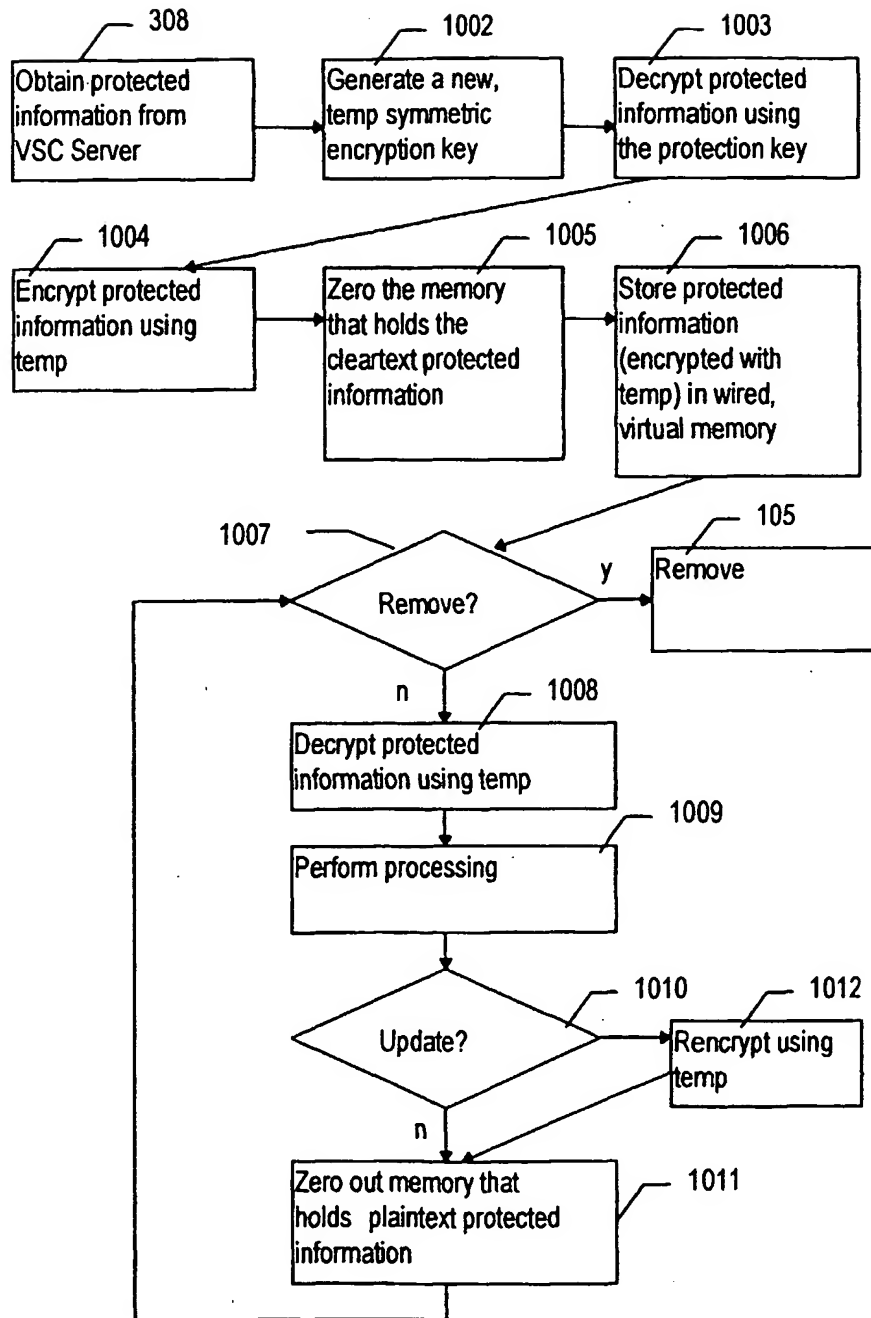 308
Obtain protected
information from
VSC Server
1002
Generate a new,
temp symmetric
encryption key
1003
Decrypt protected
information using
the protection key
1004
Encrypt protected
information using
temp
1005
Zero the memory
that holds the
cleartext protected
information
1006
Store protected
information
(encrypted with
temp) in wired,
virtual memory
1007
Remove?
y
105
Remove
n
1008
Decrypt protected
information using temp
1009
Perform processing
1010
Update?
1012
Rencrypt using
temp
n
1011
Zero out memory that
holds plaintext protected
information